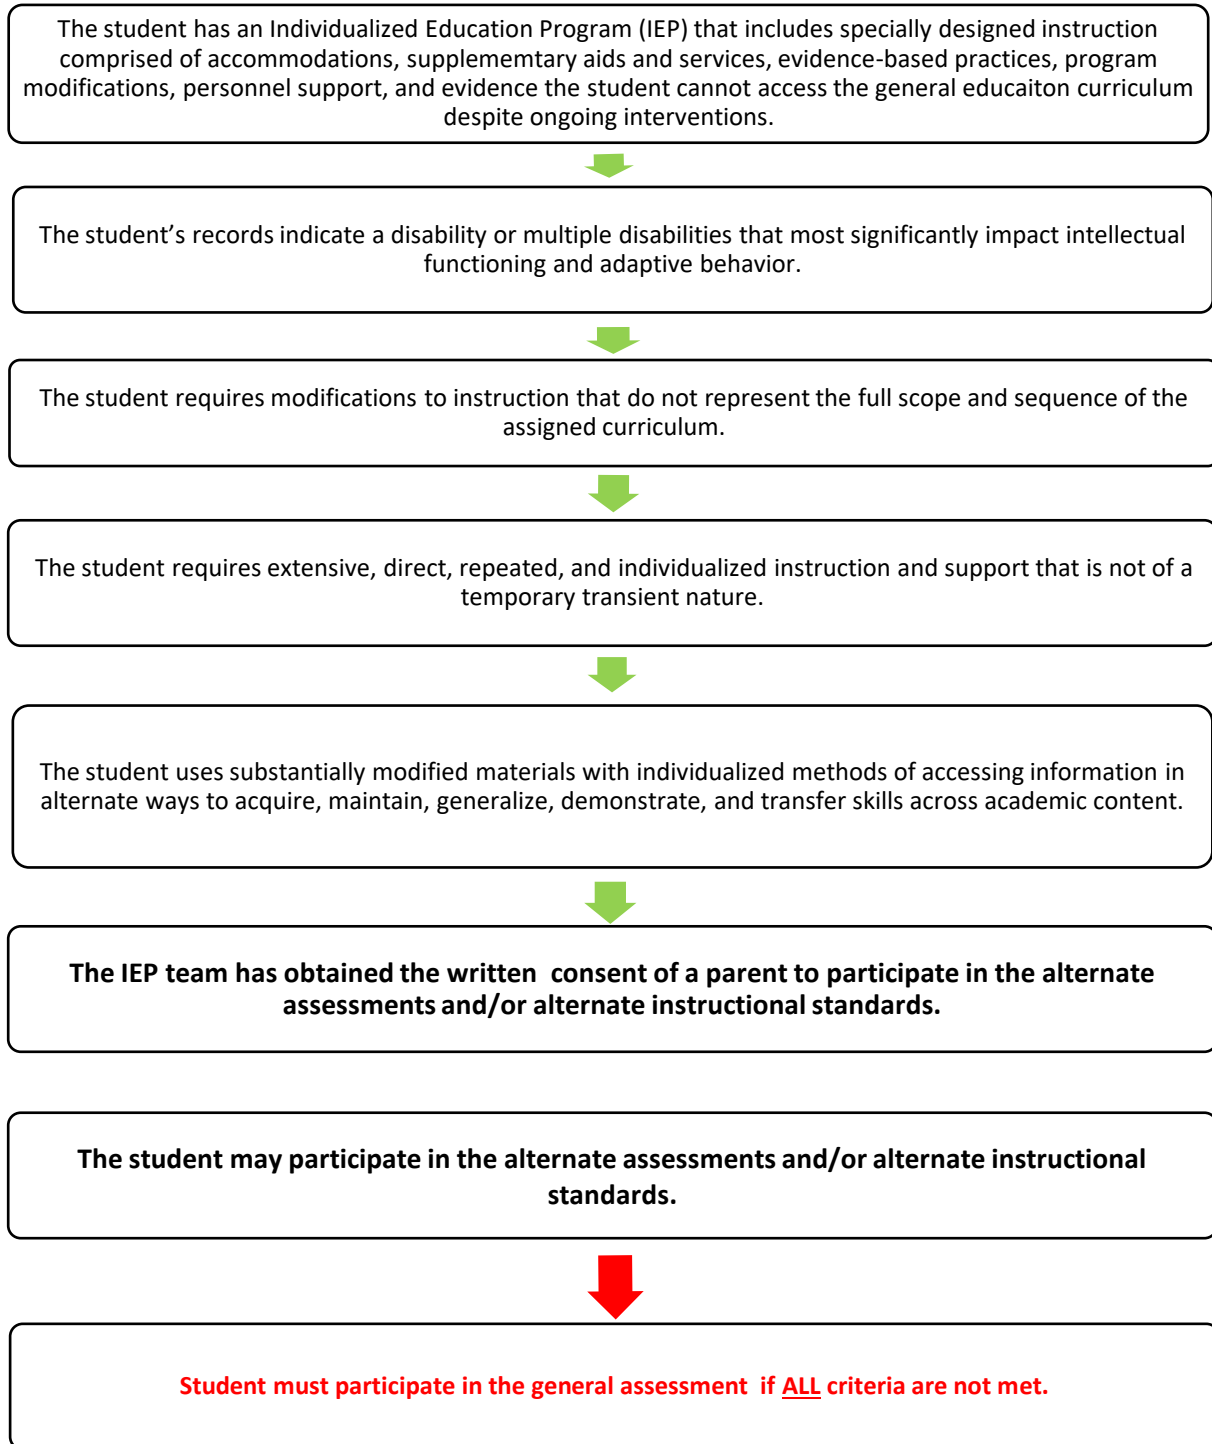 The student has an Individualized Education Program (IEP) that includes specially designed instruction
comprised of accommodations, supplememtary aids and services, evidence-based practices, program
modifications, personnel support, and evidence the student cannot access the general educaiton curriculum
despite ongoing interventions.
The student’s records indicate a disability or multiple disabilities that most significantly impact intellectual
functioning and adaptive behavior.
The student requires modifications to instruction that do not represent the full scope and sequence of the
assigned curriculum.
The student requires extensive, direct, repeated, and individualized instruction and support that is not of a
temporary transient nature.
The student uses substantially modified materials with individualized methods of accessing information in
alternate ways to acquire, maintain, generalize, demonstrate, and transfer skills across academic content.
The IEP team has obtained the written consent of a parent to participate in the alternate
assessments and/or alternate instructional standards.
The student may participate in the alternate assessments and/or alternate instructional
standards.
Student must participate in the general assessment if ALL criteria are not met.